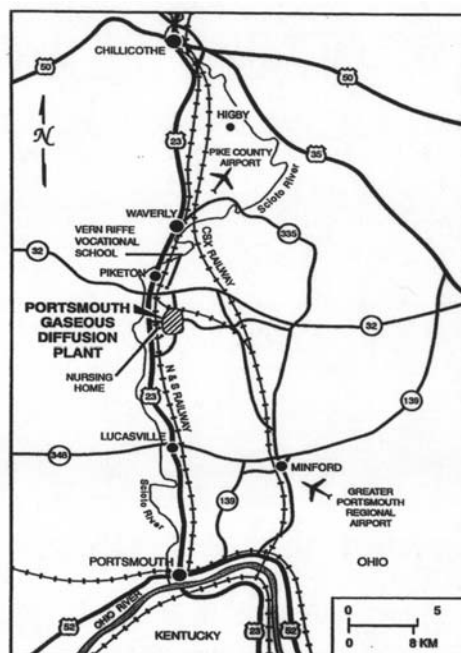 CHILLICOTHE
50
50
N
23
HIGBY
35
PIKE COUNTY
AIRPORT
Scioto River
WAVERLY
VERN RIFFE
VOCATIONAL
SCHOOL
CSX RAILWAY
335
32
PIKETON
PORTSMOUTH
GASEOUS
DIFFUSION
PLANT
32
NURSING
HOME
N & S RAILWAY
23
139
LUCASVILLE
348
MINFORD
Scioto
River
139
GREATER
PORTSMOUTH
REGIONAL
AIRPORT
PORTSMOUTH
OHIO
OHIO RIVER
52
KENTUCKY
23
52
0 5
0 8 KM